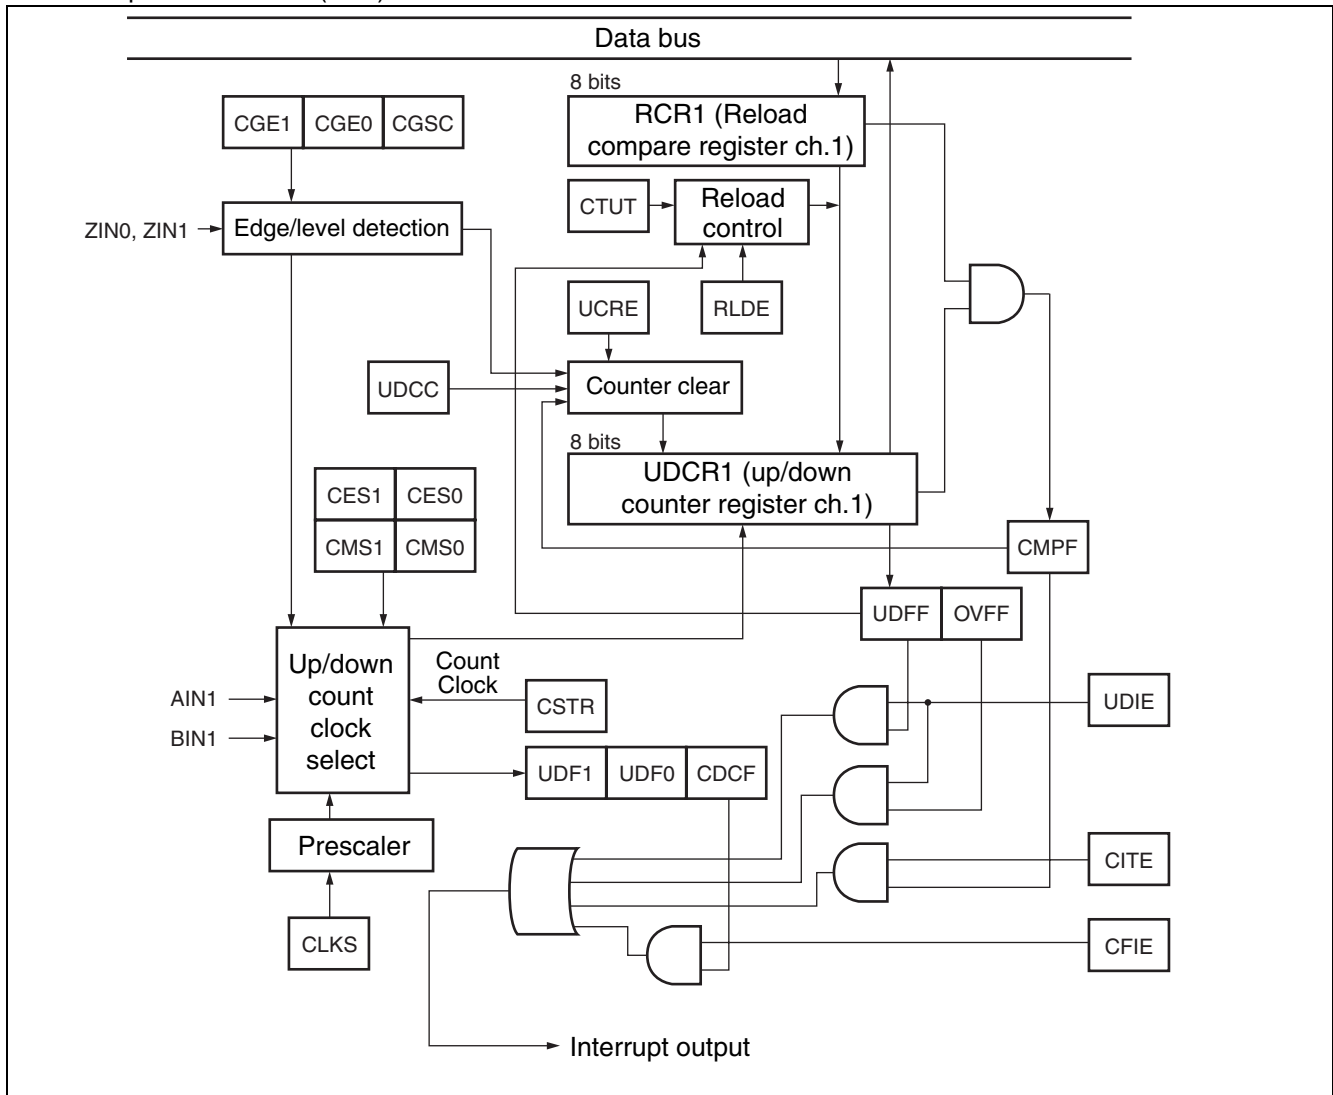 Data bus
8 bits
CGE1 CGE0 CGSC
RCR1 (Reload
compare register ch.1)
CTUT
Reload
control
ZIN0, ZIN1
Edge/level detection
UCRE
RLDE
UDCC
Counter clear
8 bits
UDCR1 (up/down
counter register ch.1)
CES1 CES0
CMS1 CMS0
CMPF
UDFF OVFF
Up/down
count
clock
select
Count
Clock
CSTR
AIN1
BIN1
UDIE
UDF1 UDF0 CDCF
Prescaler
CITE
CLKS
CFIE
Interrupt output